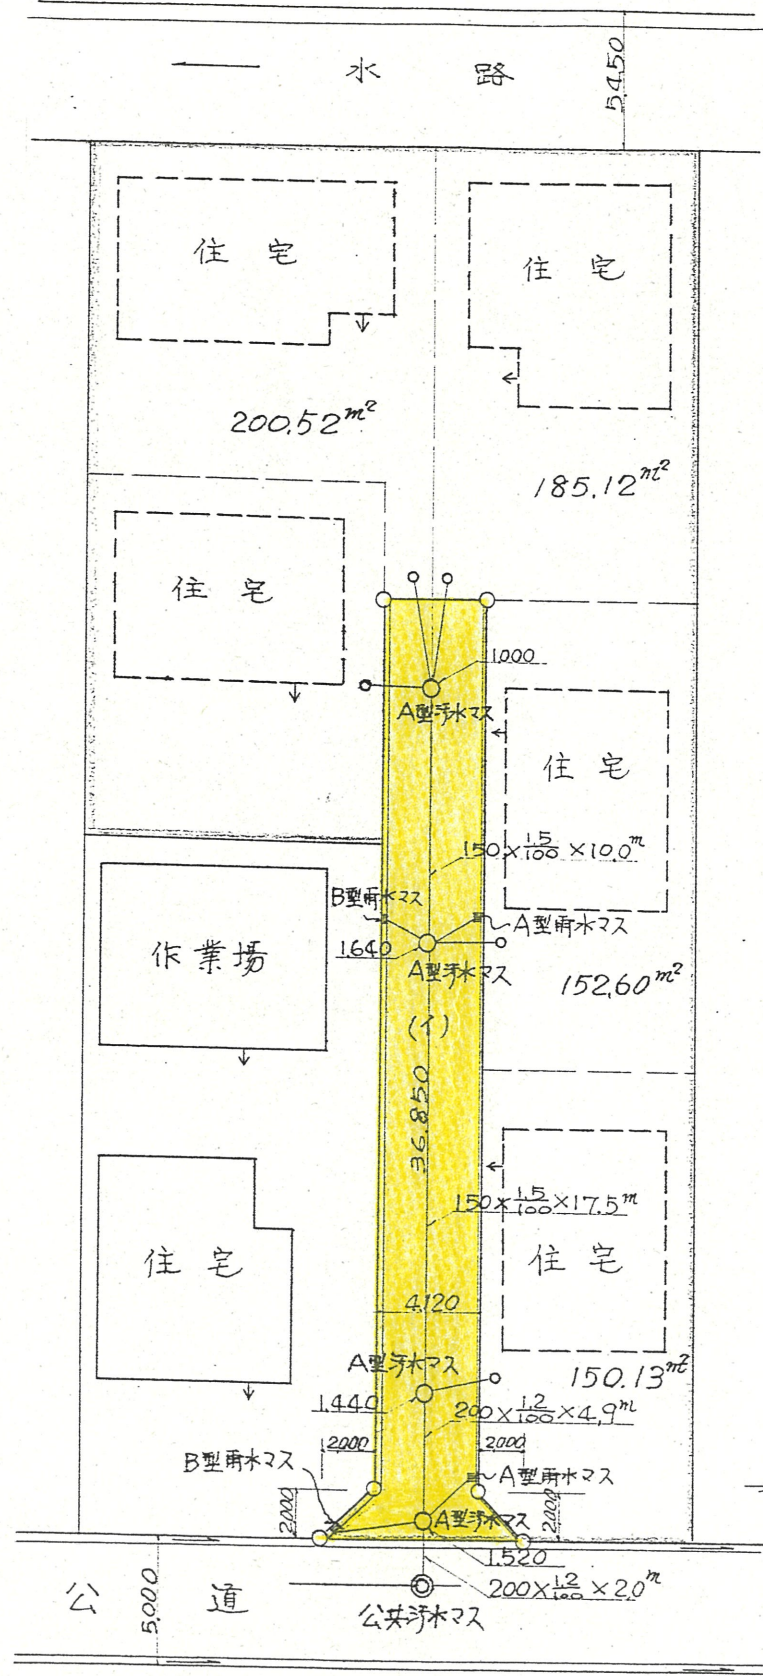 水 路
5.450
住 宅
住 宅
200.52m²
185.12m²
住 宅
1.000
A型汚水マス
住 宅
150×1.5/100×10.0m
B型雨水マス
A型雨水マス
1.640
A型汚水マス
作業場
152.60m²
(イ)
36.850
150×1.5/100×17.5m
住 宅
住 宅
4.120
A型汚水マス
150.13m²
1.440
200×1.2/100×4.9m
2.000
2.000
B型雨水マス
A型雨水マス
2.000
2.000
A型汚水マス
1.520
200×1.2/100×2.0m
公 道
5.000
公共汚水マス